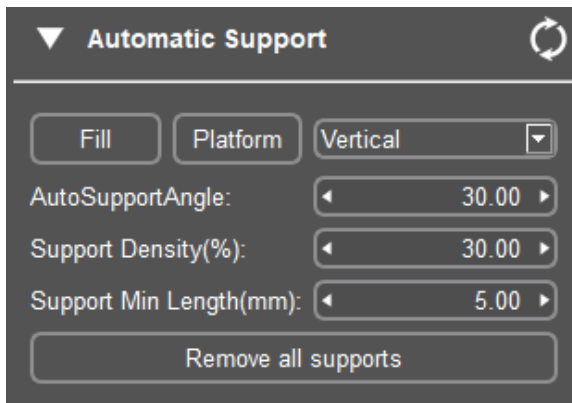 Automatic Support
Fill Platform Vertical
AutoSupportAngle: 30.00
Support Density(%): 30.00
Support Min Length(mm): 5.00
Remove all supports